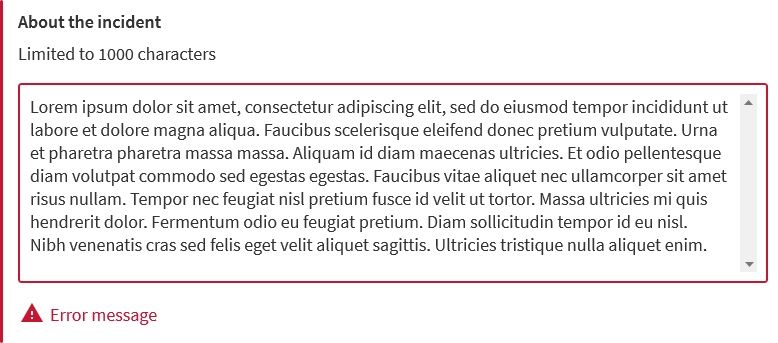 About the incident
Limited to 1000 characters
Lorem ipsum dolor sit amet, consectetur adipiscing elit, sed do eiusmod tempor incididunt ut
labore et dolore magna aliqua. Faucibus scelerisque eleifend donec pretium vulputate. Urna
et pharetra pharetra massa massa. Aliquam id diam maecenas ultricies. Et odio pellentesque
diam volutpat commodo sed egestas egestas. Faucibus vitae aliquet nec ullamcorper sit amet
risus nullam. Tempor nec feugiat nisl pretium fusce id velit ut tortor. Massa ultricies mi quis
hendrerit dolor. Fermentum odio eu feugiat pretium. Diam sollicitudin tempor id eu nisl.
Nibh venenatis cras sed felis eget velit aliquet sagittis. Ultricies tristique nulla aliquet enim.
Error message